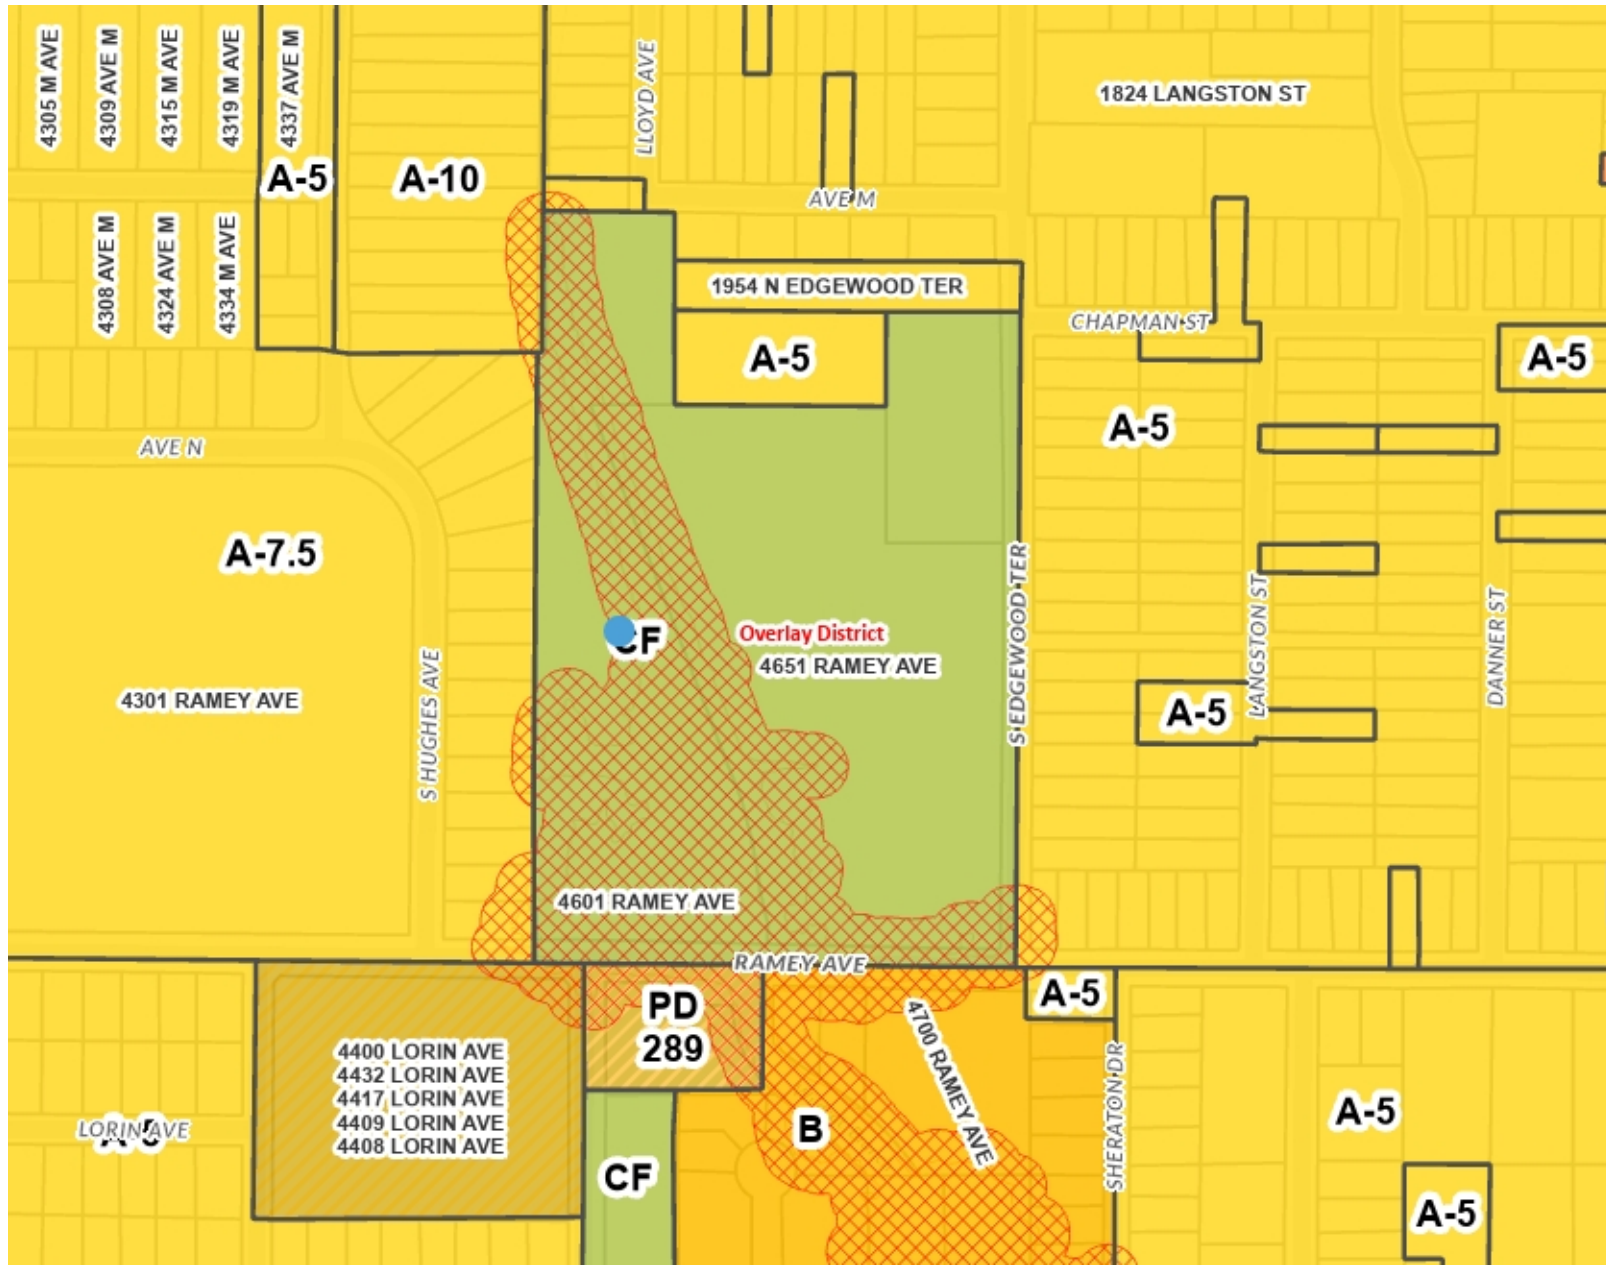 4305 M AVE
4309 AVE M
4315 M AVE
4319 M AVE
4337 AVE M
LLOYD AVE
1824 LANGSTON ST
A-5
A-10
AVE M
4308 AVE M
4324 AVE M
4334 M AVE
1954 N EDGEWOOD TER
CHAPMAN ST
A-5
A-5
A-5
AVE N
A-7.5
CF
Overlay District
4651 RAMEY AVE
S EDGEWOOD TER
LANGSTON ST
DANNER ST
4301 RAMEY AVE
S HUGHES AVE
A-5
4601 RAMEY AVE
RAMEY AVE
PD
289
A-5
4700 RAMEY AVE
4400 LORIN AVE
4432 LORIN AVE
4417 LORIN AVE
4409 LORIN AVE
4408 LORIN AVE
LORIN AVE
A-5
B
SHERATON DR
A-5
CF
A-5